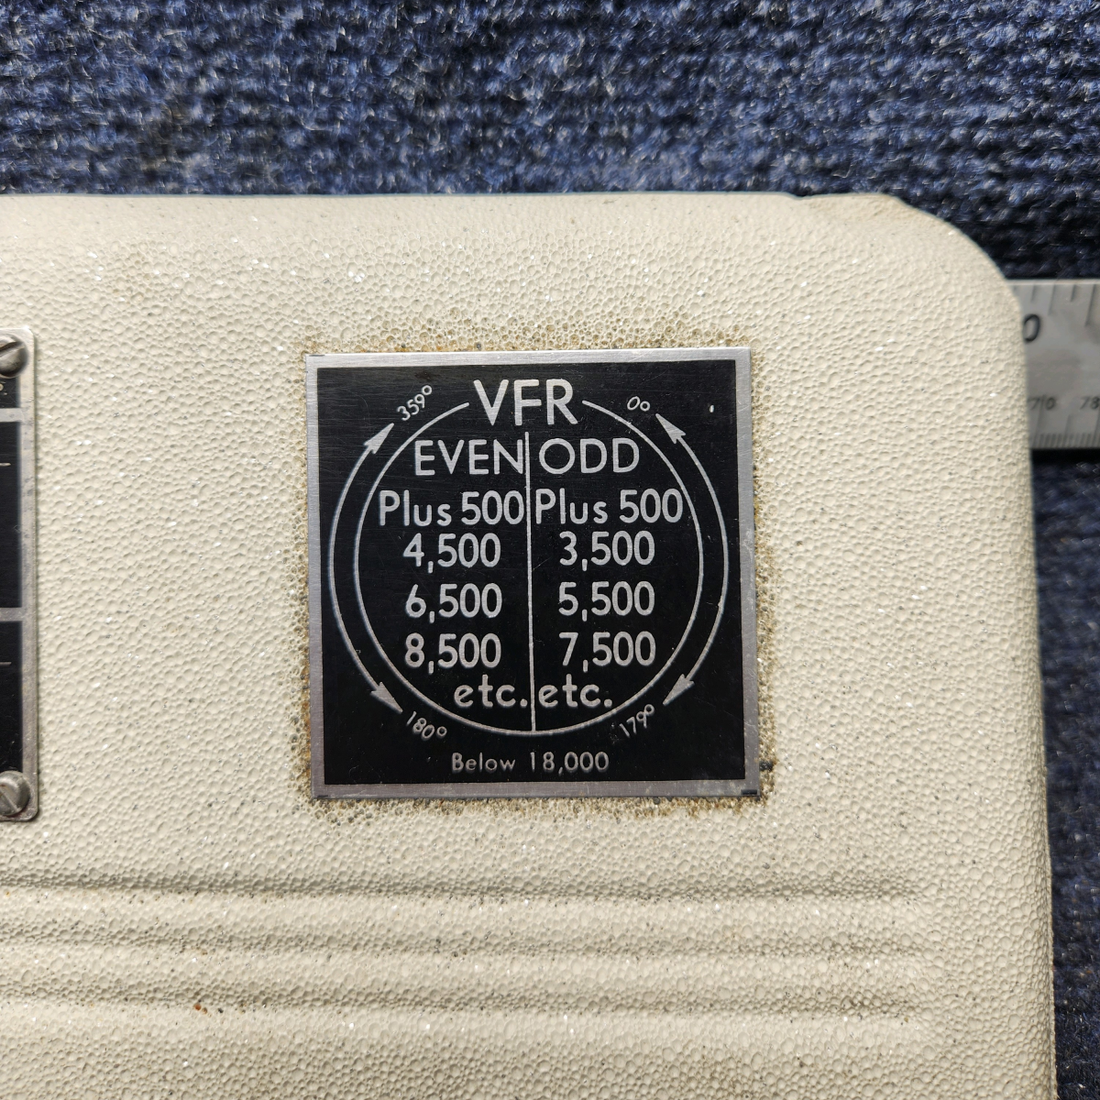 VFR
359° 0°
EVEN ODD
Plus 500 Plus 500
4,500 3,500
6,500 5,500
8,500 7,500
etc. etc.
180° 179°
Below 18,000